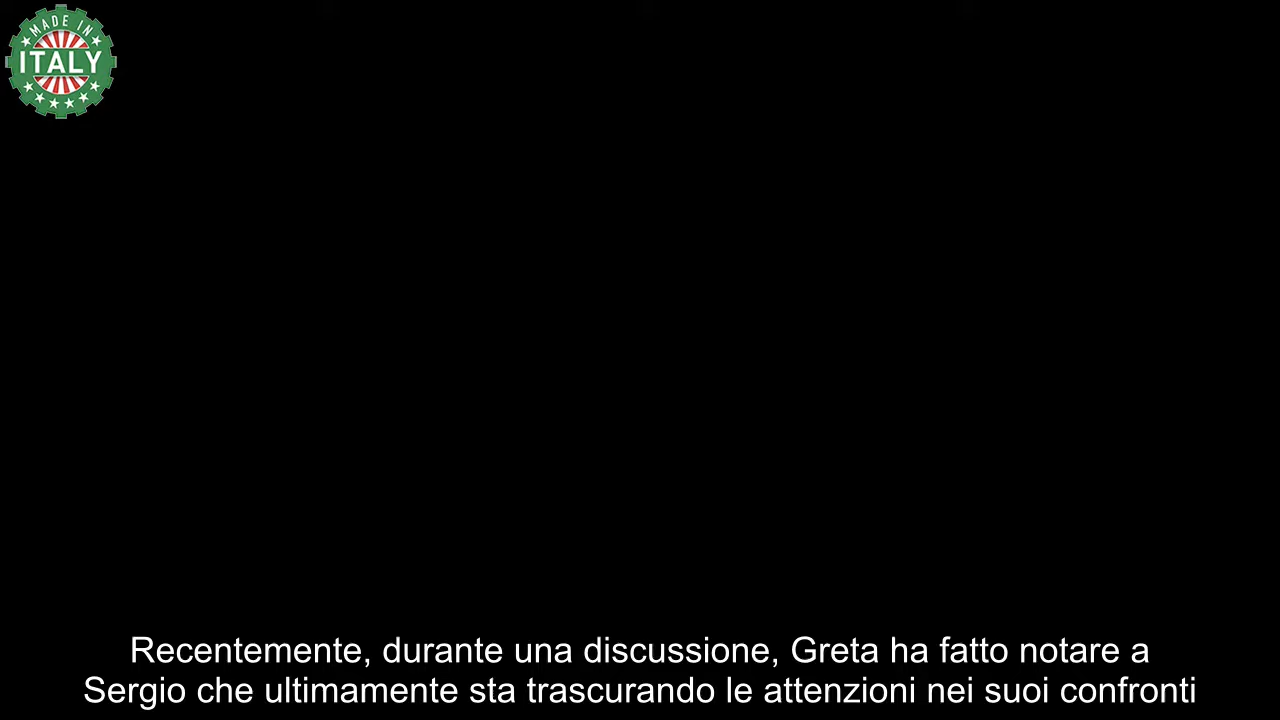 MADE IN
ITALY
Recentemente, durante una discussione, Greta ha fatto notare a
Sergio che ultimamente sta trascurando le attenzioni nei suoi confronti